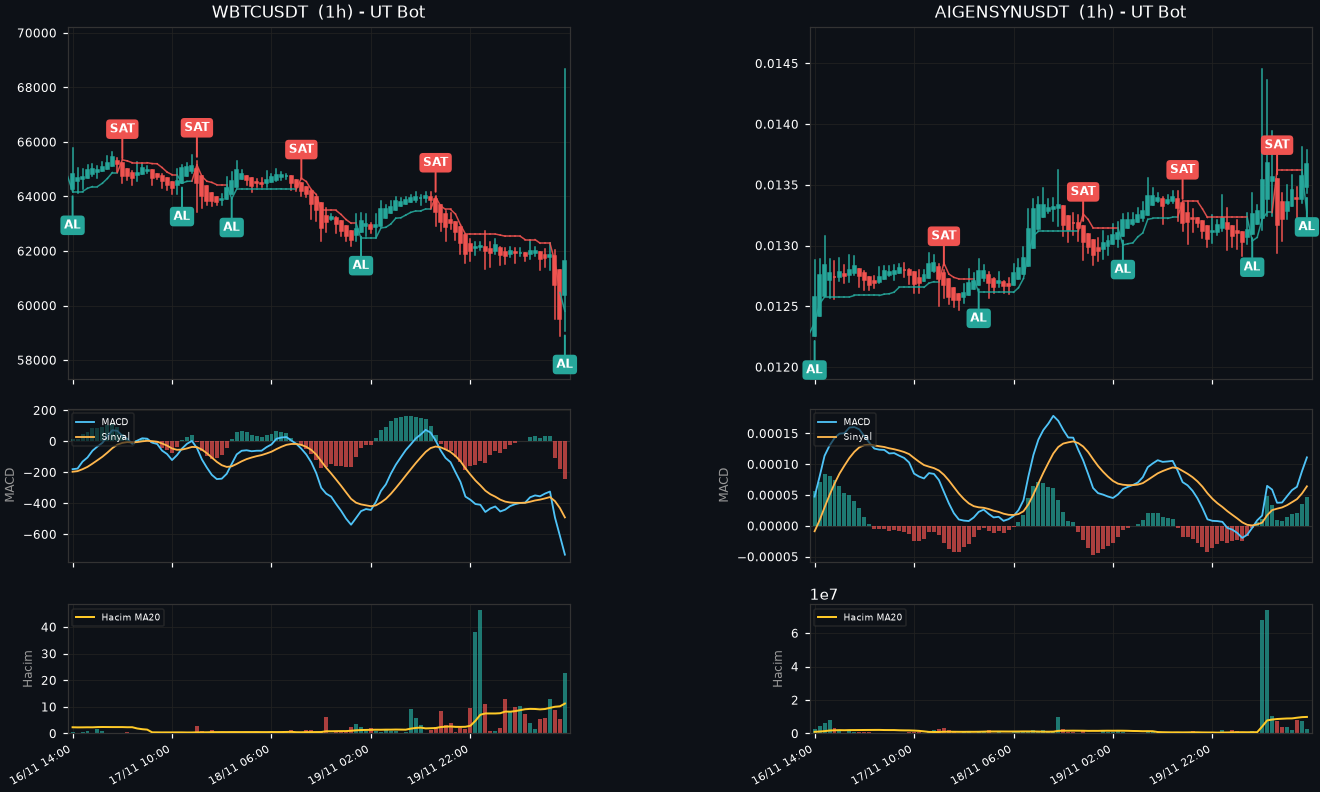 WBTCUSDT  (1h) - UT Bot
70000
68000
66000
64000
62000
60000
58000
SAT
SAT
SAT
SAT
AL
AL
AL
AL
AL
MACD
200
0
−200
−400
−600
MACD
Sinyal
Hacim
40
30
20
10
0
Hacim MA20
16/11 14:00
17/11 10:00
18/11 06:00
19/11 02:00
19/11 22:00
AIGENSYNUSDT  (1h) - UT Bot
0.0145
0.0140
0.0135
0.0130
0.0125
0.0120
SAT
SAT
SAT
SAT
AL
AL
AL
AL
AL
MACD
0.00015
0.00010
0.00005
0.00000
−0.00005
MACD
Sinyal
1e7
Hacim
6
4
2
0
Hacim MA20
16/11 14:00
17/11 10:00
18/11 06:00
19/11 02:00
19/11 22:00